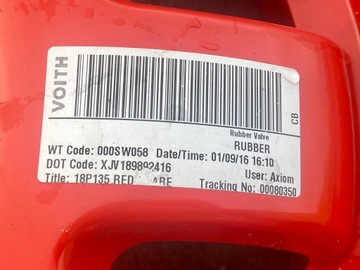 VOITH
Rubber Valve
RUBBER
CB
WT Code: 000SW058 Date/Time: 01/09/16 16:10
DOT Code: User: Axiom
Title: 18P135 RED Tracking No: 00080350